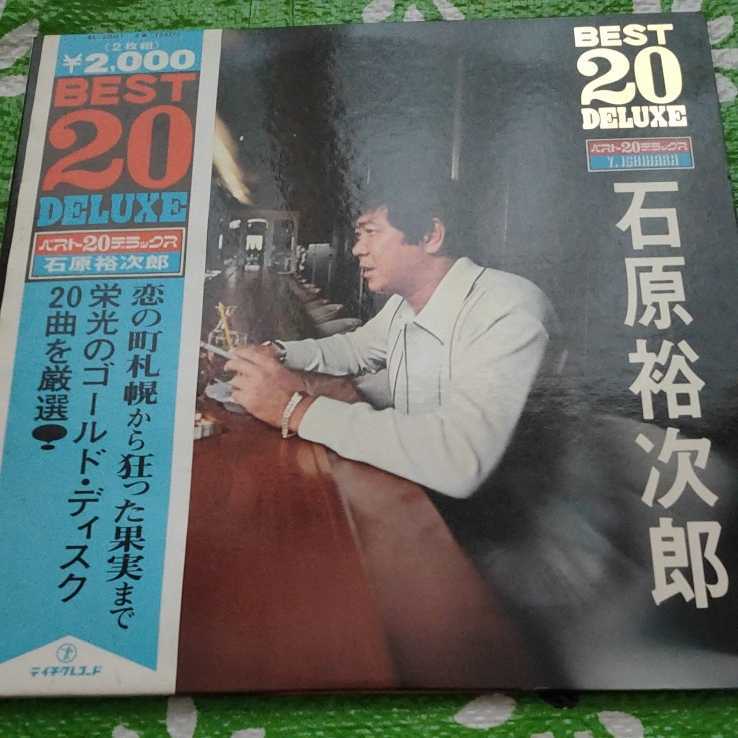 (2枚組)
¥2,000
BEST
20
DELUXE
ベスト20デラックス
石原裕次郎
恋の町札幌から狂った果実まで
栄光のゴールド・ディスク
20曲を厳選
テイチクレコード
BEST
20
DELUXE
ベスト20デラックス
Y. ISHIHARA
石原裕次郎